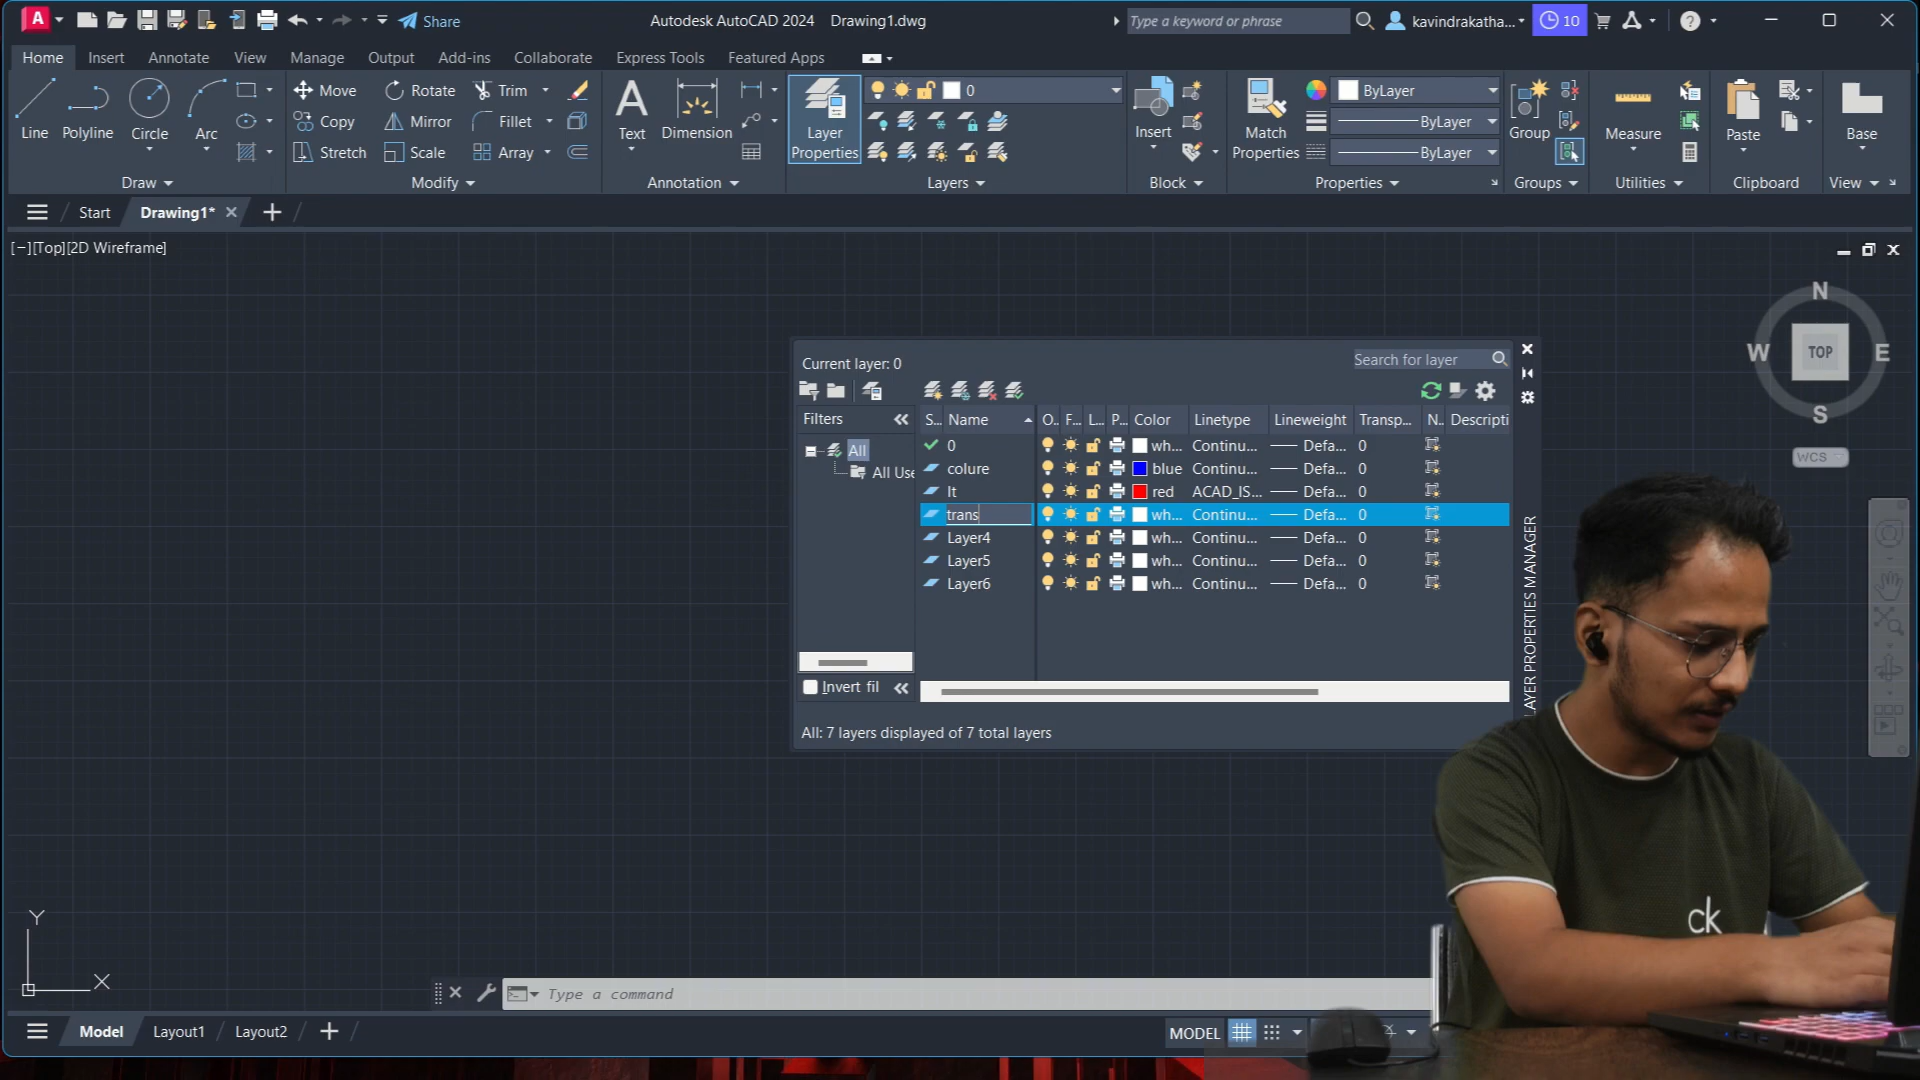 A Share Autodesk AutoCAD 2024 Drawing1.dwg Type a keyword or phrase kavindrakatha... 10
Home Insert Annotate View Manage Output Add-ins Collaborate Express Tools Featured Apps
Line Polyline Circle Arc
Move Rotate Trim
Copy Mirror Fillet
Stretch Scale Array
Text Dimension
Layer Properties
0
Insert
Match Properties
ByLayer
ByLayer
ByLayer
Group Measure Paste Base
Draw Modify Annotation Layers Block Properties Groups Utilities Clipboard View
Start Drawing1*
[−][Top][2D Wireframe]
N
W TOP E
S
WCS
Current layer: 0 Search for layer
Filters S... Name O.. F... L... P... Color Linetype Lineweight Transp... N.. Descripti
All
All Use
0 wh... Continu... Defa... 0
colure blue Continu... Defa... 0
lt red ACAD_IS... Defa... 0
trans wh... Continu... Defa... 0
Layer4 wh... Continu... Defa... 0
Layer5 wh... Continu... Defa... 0
Layer6 wh... Continu... Defa... 0
Invert fil
All: 7 layers displayed of 7 total layers
LAYER PROPERTIES MANAGER
ck
Y
X
Type a command
Model Layout1 Layout2 MODEL